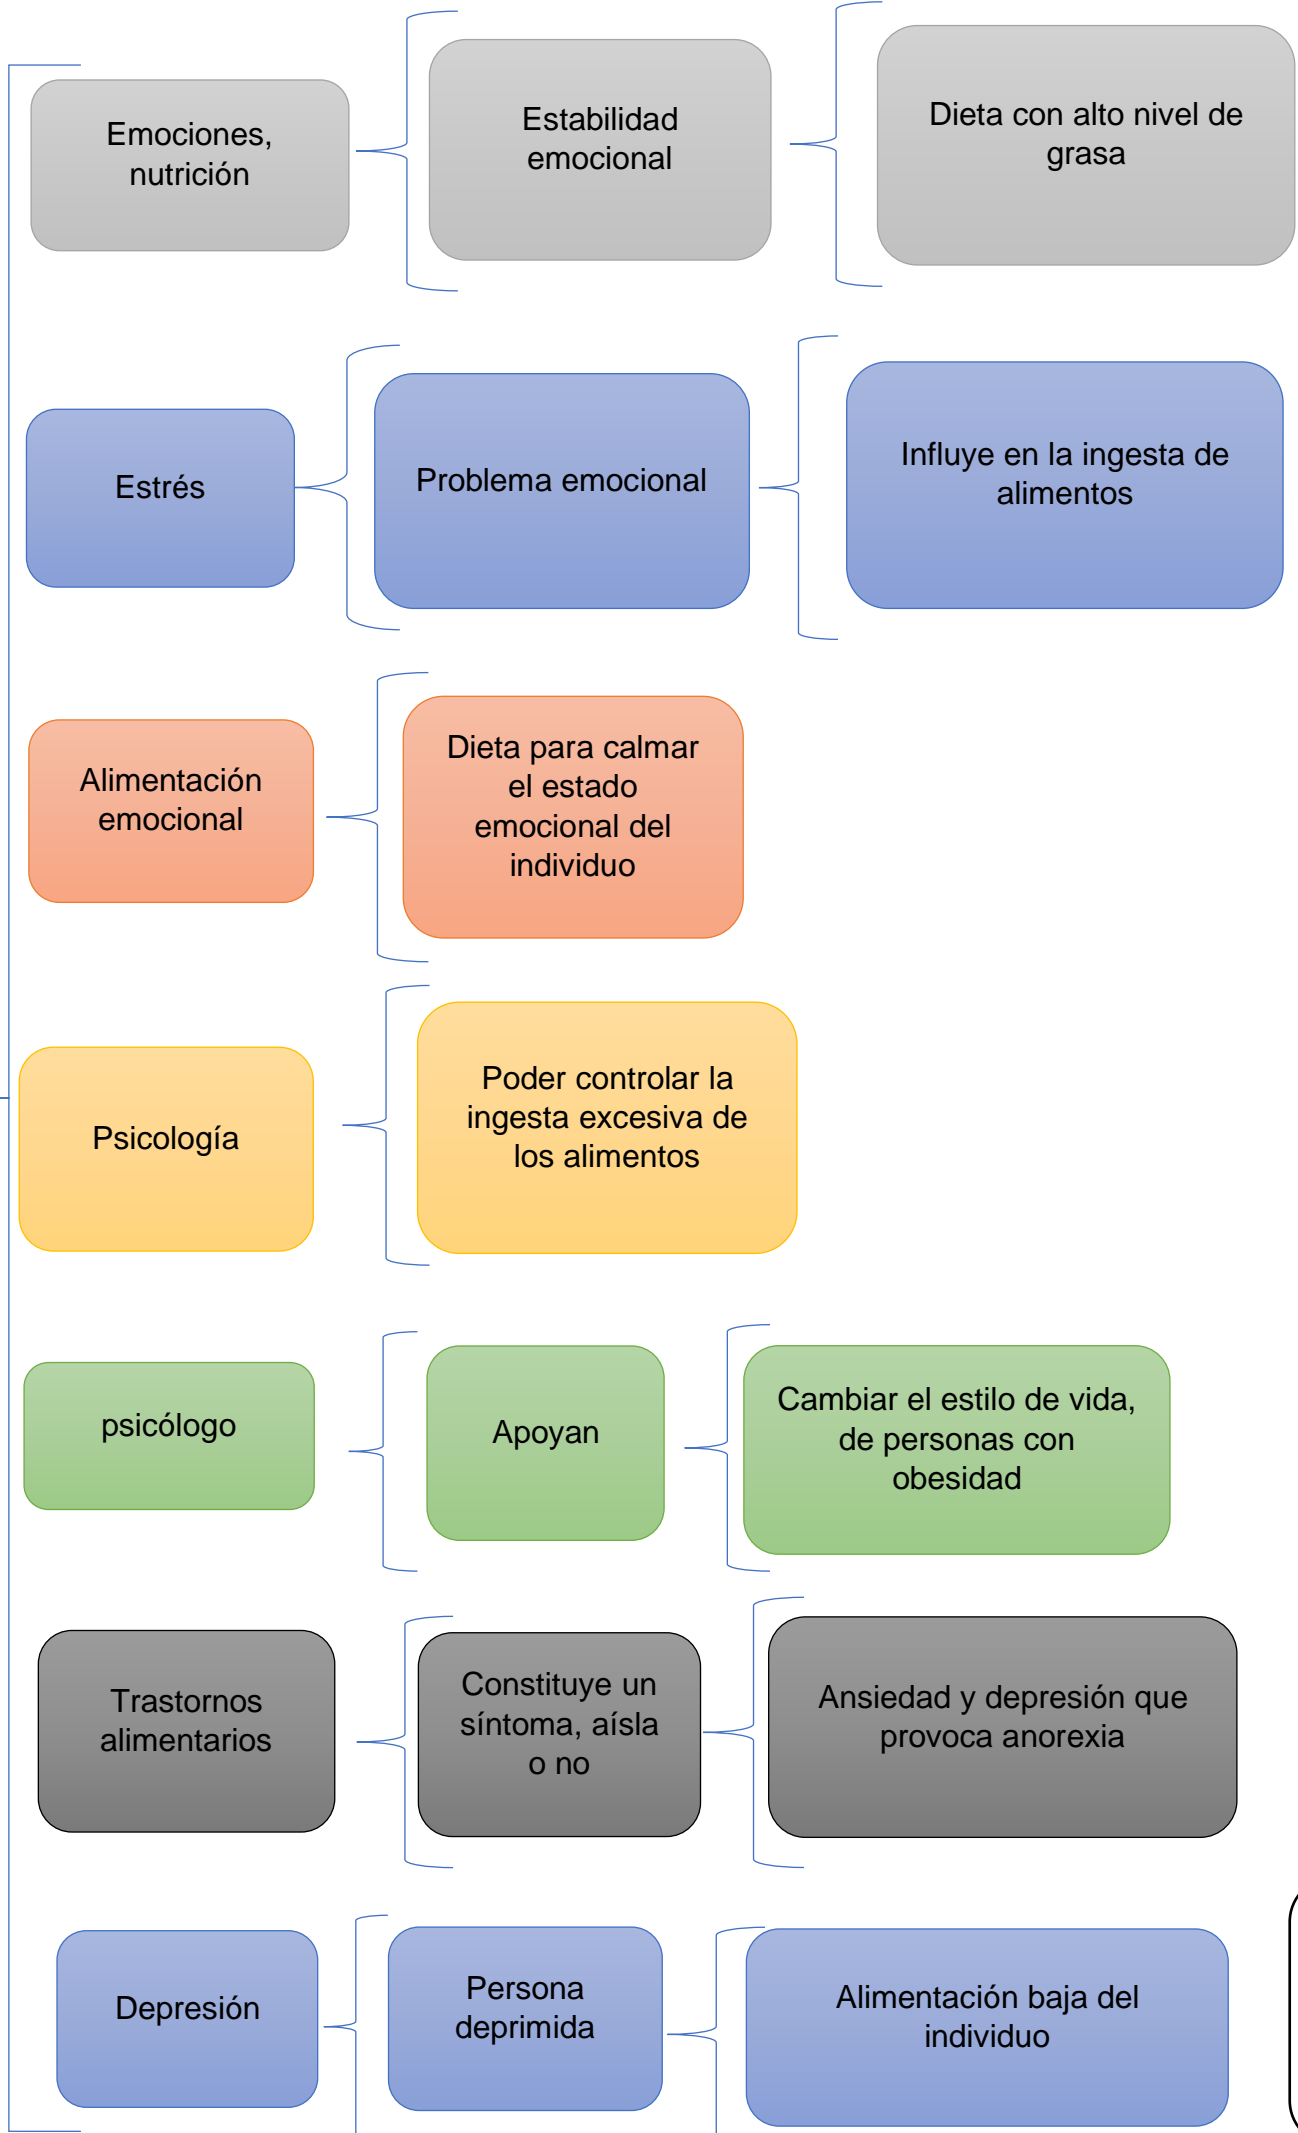 Emociones,
nutrición
Estabilidad
emocional
Dieta con alto nivel de
grasa
Estrés
Problema emocional
Influye en la ingesta de
alimentos
Alimentación
emocional
Dieta para calmar
el estado
emocional del
individuo
Psicología
Poder controlar la
ingesta excesiva de
los alimentos
psicólogo
Apoyan
Cambiar el estilo de vida,
de personas con
obesidad
Trastornos
alimentarios
Constituye un
síntoma, aísla
o no
Ansiedad y depresión que
provoca anorexia
Depresión
Persona
deprimida
Alimentación baja del
individuo